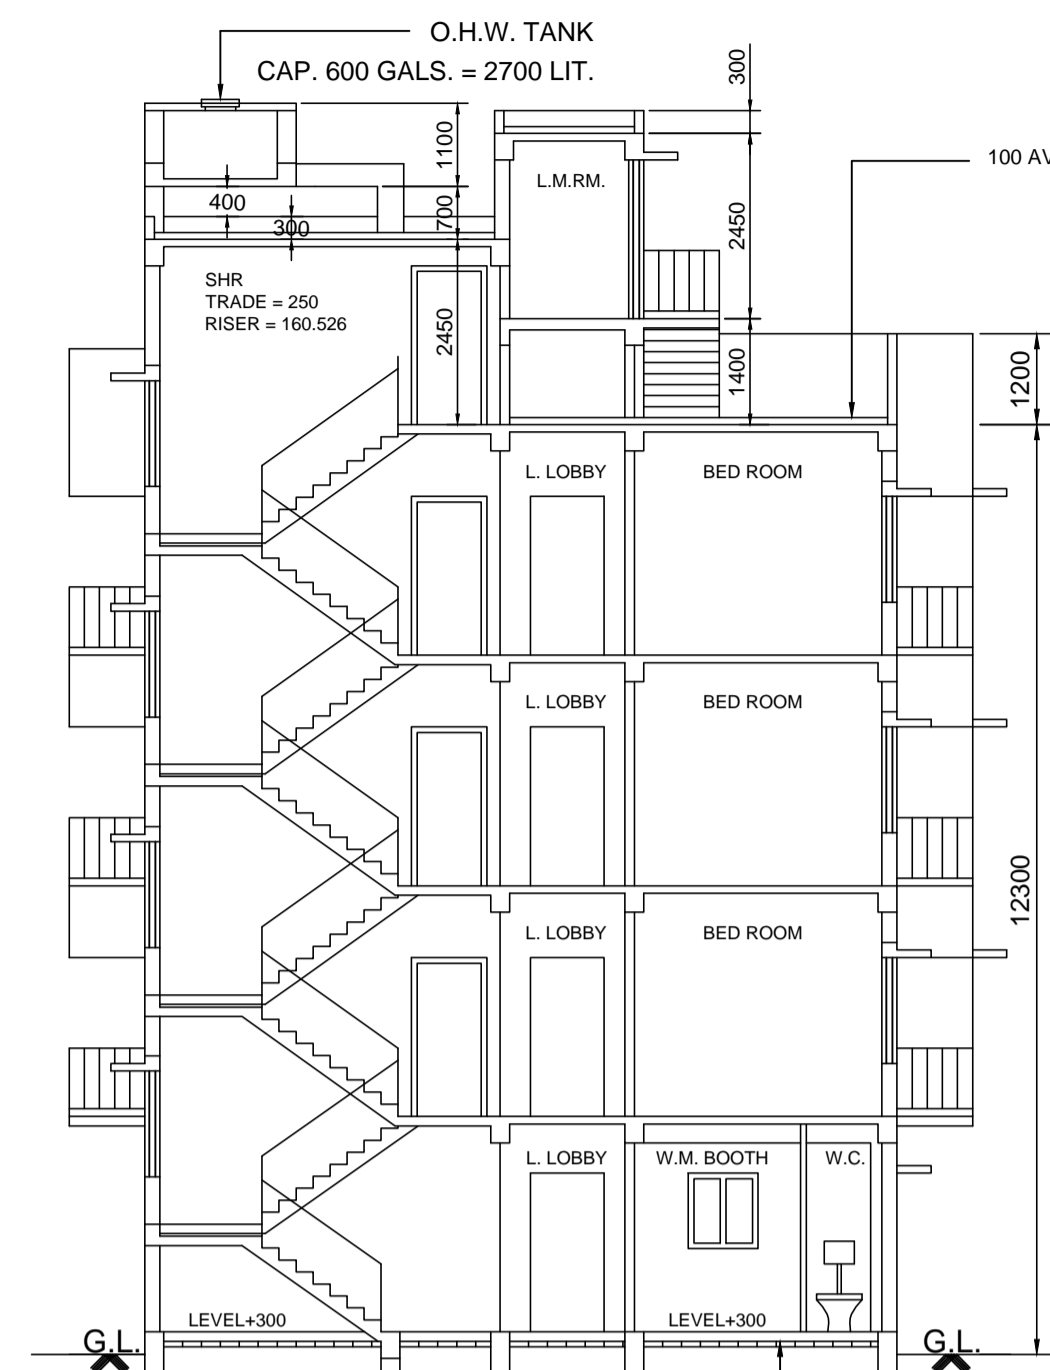 O.H.W. TANK
CAP. 600 GALS. = 2700 LIT.
300
1100
100 AV
L.M.RM.
400
700
2450
300
SHR
TRADE = 250
RISER = 160.526
2450
1400
1200
L. LOBBY
BED ROOM
L. LOBBY
BED ROOM
12300
L. LOBBY
BED ROOM
L. LOBBY
W.M. BOOTH
W.C.
LEVEL+300
LEVEL+300
G.L.
G.L.